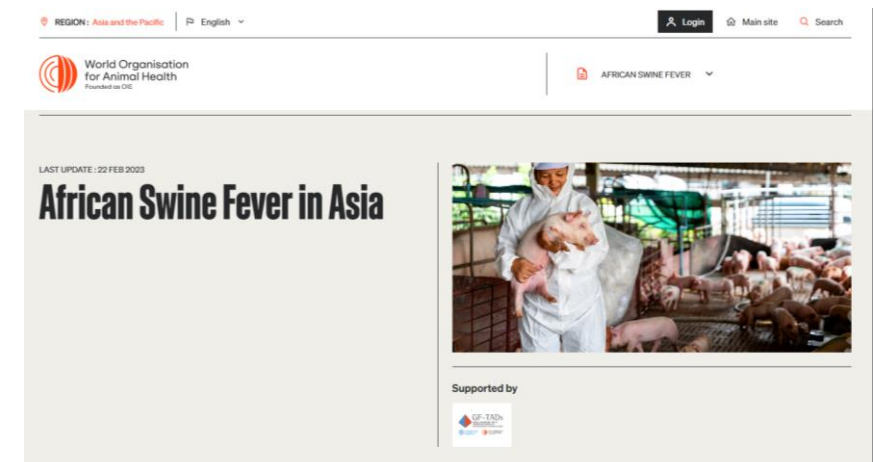 REGION : Asia and the Pacific
English
Login
Main site
Search
World Organisation
for Animal Health
Founded as OIE
AFRICAN SWINE FEVER
LAST UPDATE : 22 FEB 2023
African Swine Fever in Asia
Supported by
GF-TADs